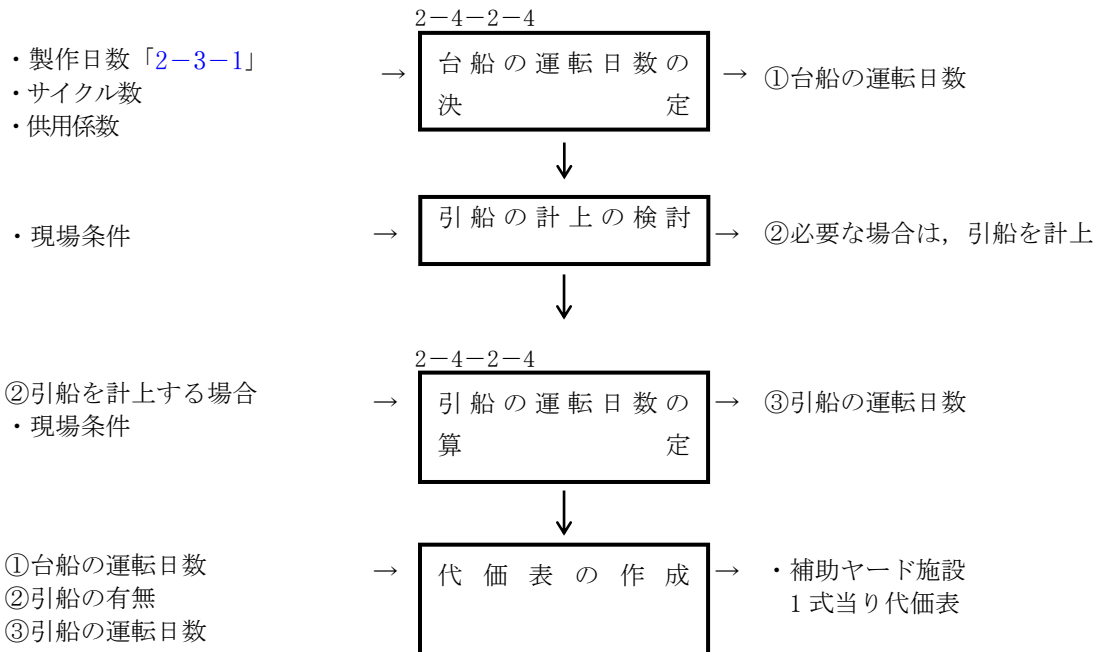 2-4-2-4
・製作日数「2-3-1」
・サイクル数
・供用係数
→
台船の運転日数の
決定
→
①台船の運転日数
↓
・現場条件
→
引船の計上の検討
→
②必要な場合は，引船を計上
↓
2-4-2-4
②引船を計上する場合
・現場条件
→
引船の運転日数の
算定
→
③引船の運転日数
↓
①台船の運転日数
②引船の有無
③引船の運転日数
→
代価表の作成
→
・補助ヤード施設
1式当り代価表